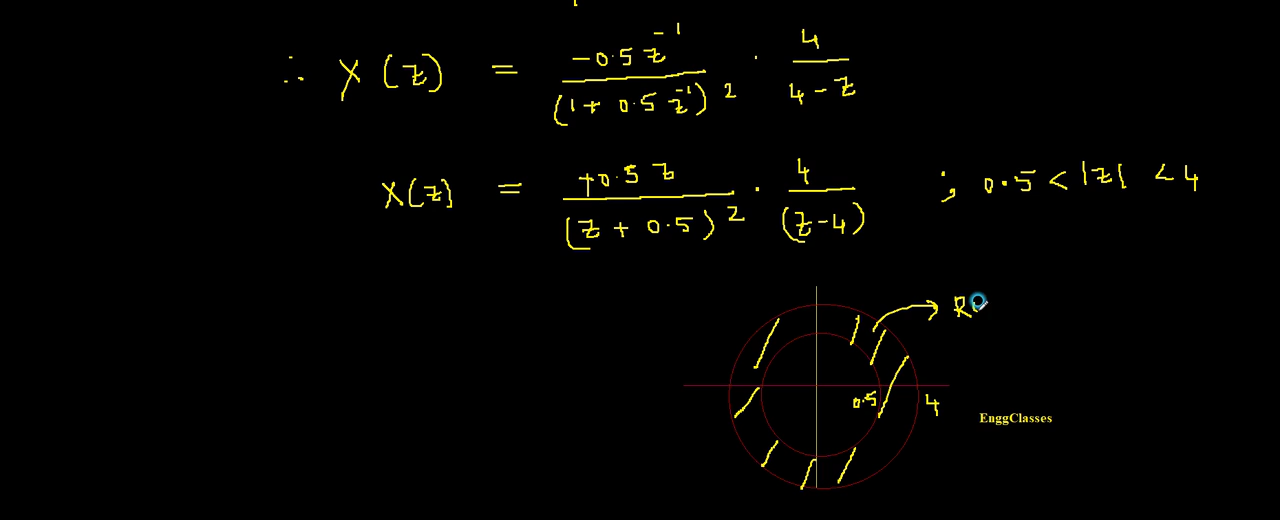 ∴ X(z) = -0.5 z^-1 / (1 + 0.5 z^-1)^2 · 4 / 4 - z
X(z) = +0.5 z / (z + 0.5)^2 · 4 / (z - 4) ; 0.5 < |z| < 4
R
0.5 4
EnggClasses